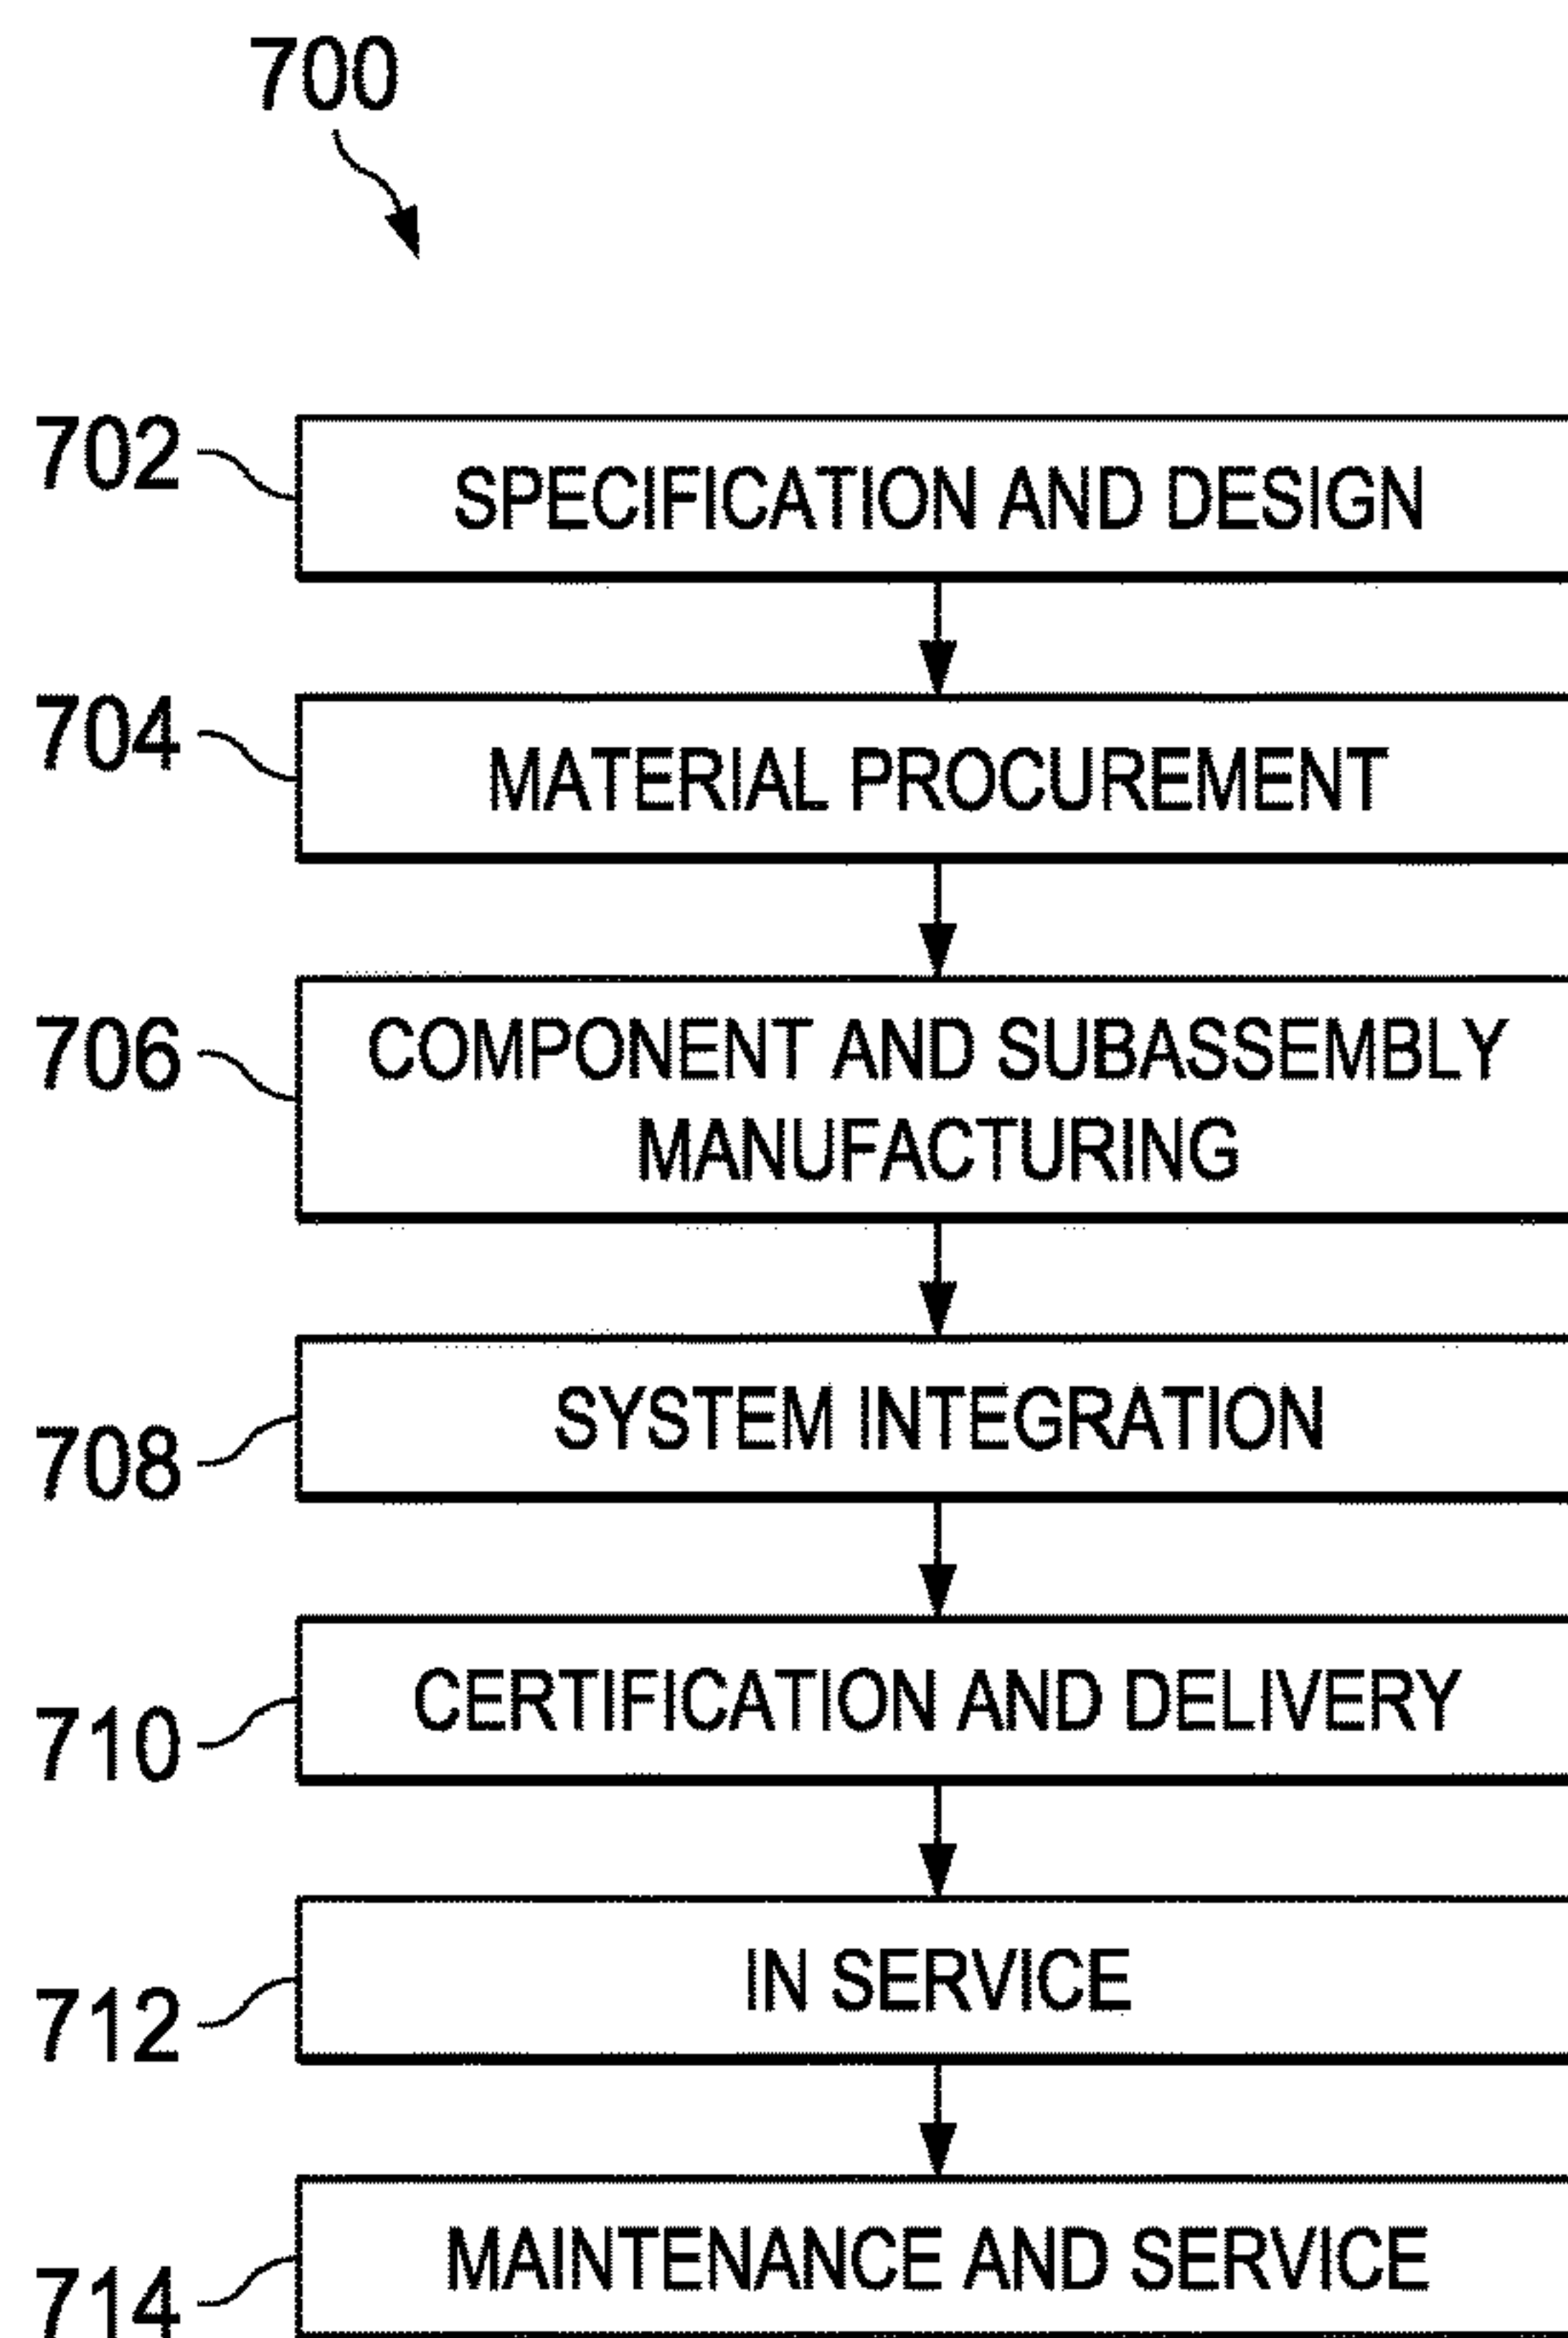 700
702 SPECIFICATION AND DESIGN
704 MATERIAL PROCUREMENT
706 COMPONENT AND SUBASSEMBLY
MANUFACTURING
708 SYSTEM INTEGRATION
710 CERTIFICATION AND DELIVERY
712 IN SERVICE
714 MAINTENANCE AND SERVICE